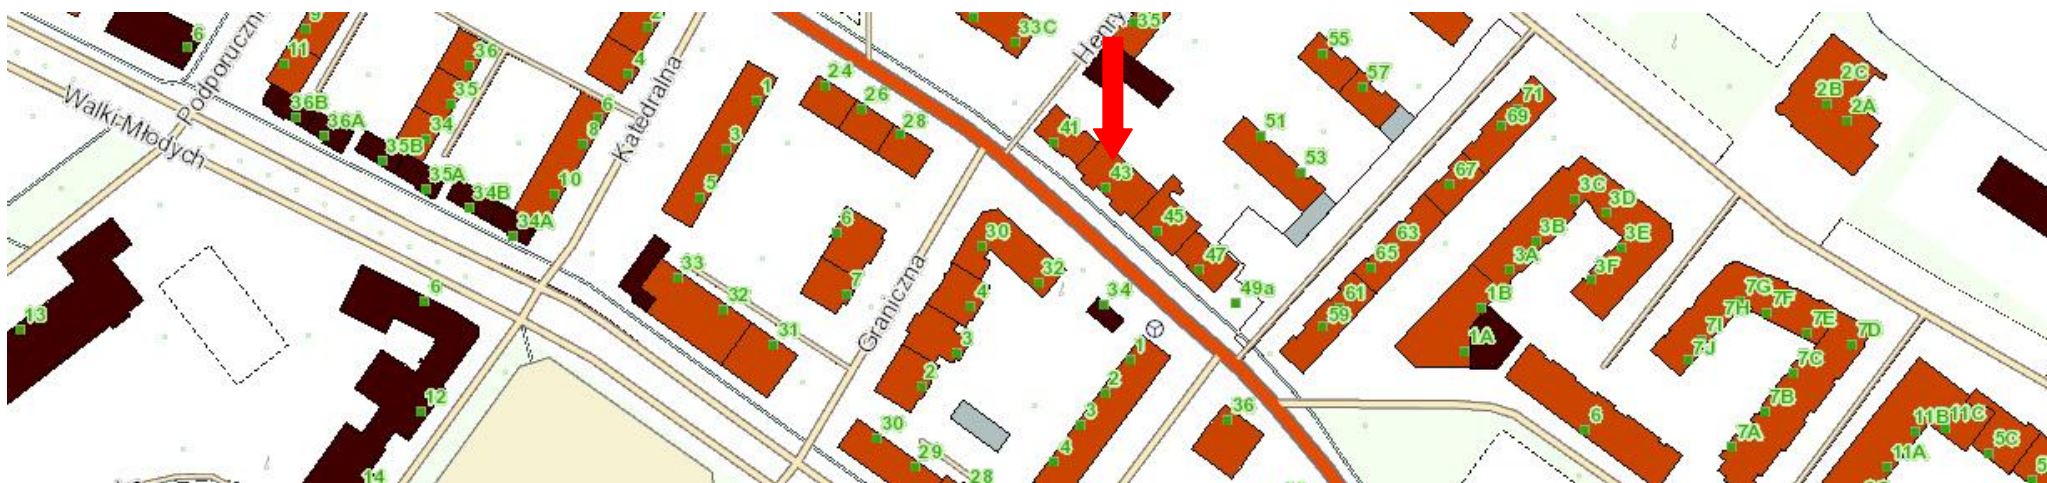 9
2
35
6
11
36
4
33C
Podporuczni
Henry
55
2C
57
2B
1
24
71
35
6
26
2A
Walki-Młodych
36B
36A
69
Katedralna
34
8
28
41
51
35B
3
53
35A
10
5
43
67
3C
34B
3D
34A
6
45
63
3B
30
3E
65
3A
47
33
32
3F
7
7G
6
32
4
34
49a
61
1B
7F
7H
13
59
7I
7E
7D
31
Graniczna
3
1
1A
7J
7C
2
2
12
3
36
7B
6
11B
11C
30
7A
5C
4
29
11A
14
28
5